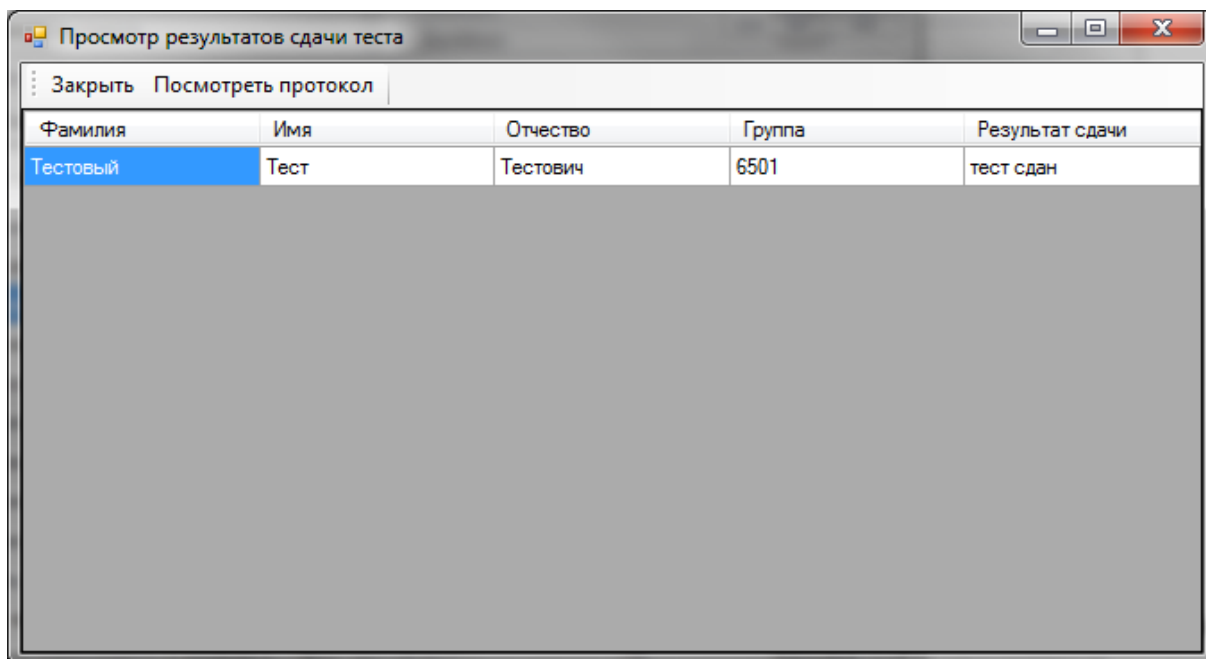 Просмотр результатов сдачи теста
Закрыть Посмотреть протокол
Фамилия Имя Отчество Группа Результат сдачи
Тестовый Тест Тестович 6501 тест сдан